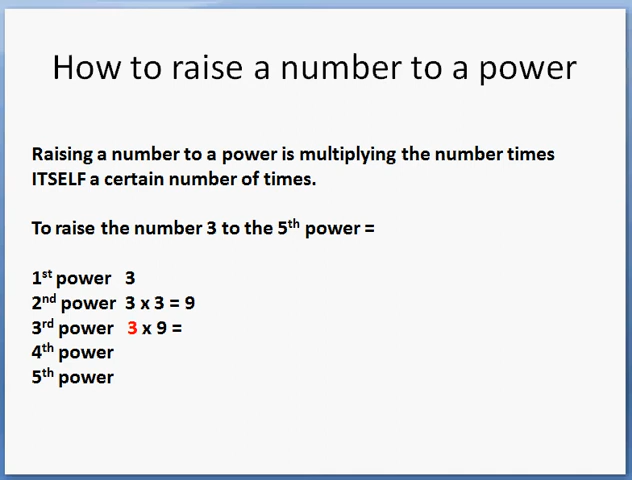 How to raise a number to a power
Raising a number to a power is multiplying the number times
ITSELF a certain number of times.
To raise the number 3 to the 5th power =
1st power 3
2nd power 3 x 3 = 9
3rd power 3 x 9 =
4th power
5th power